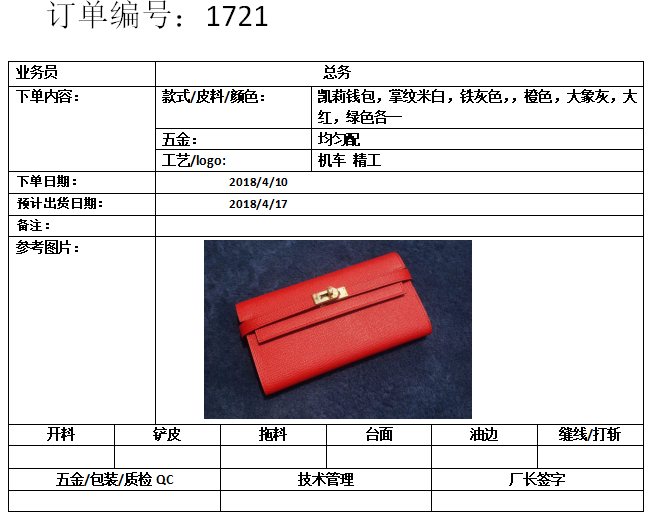 订单编号：1721
业务员 总务
下单内容： 款式/皮料/颜色： 凯莉钱包，掌纹米白，铁灰色，，橙色，大象灰，大
红，绿色各一
五金： 均匀配
工艺/logo: 机车 精工
下单日期： 2018/4/10
预计出货日期： 2018/4/17
备注：
参考图片：
开料 铲皮 拖料 台面 油边 缝线/打斩
五金/包装/质检 QC 技术管理 厂长签字